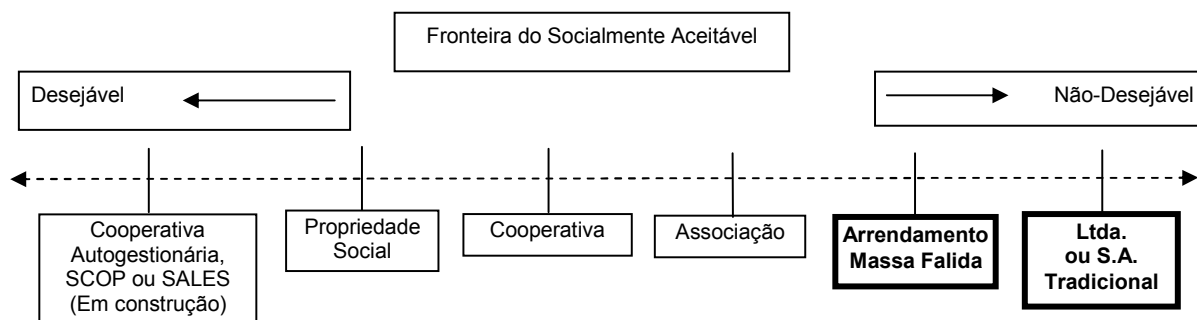 Fronteira do Socialmente Aceitável
Desejável
Não-Desejável
Cooperativa
Autogestionária,
SCOP ou SALES
(Em construção)
Propriedade
Social
Cooperativa
Associação
Arrendamento
Massa Falida
Ltda.
ou S.A.
Tradicional